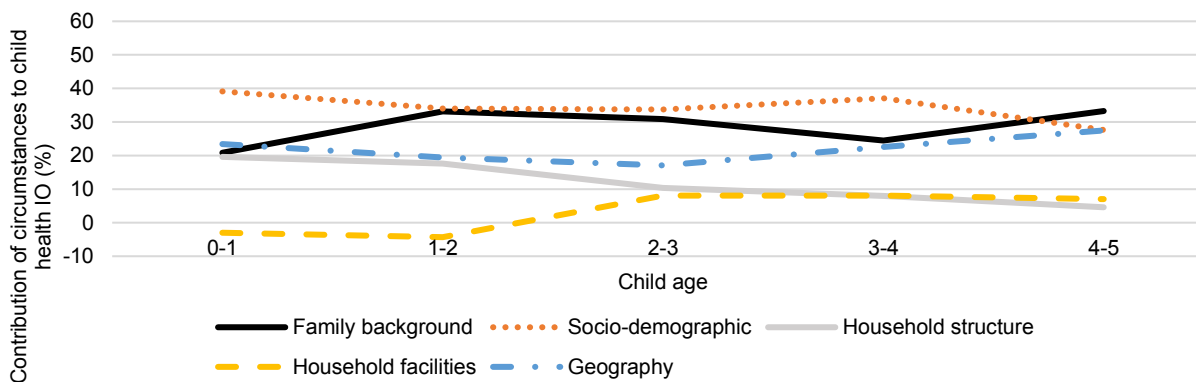 Contribution of circumstances to child
health IO (%)
60
50
40
30
20
10
0
-10
0-1
1-2
2-3
3-4
4-5
Child age
Family background
Socio-demographic
Household structure
Household facilities
Geography